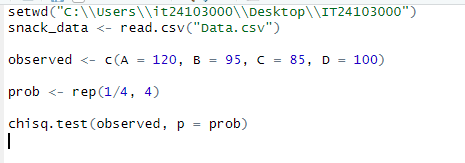 setwd("C:\\Users\\it24103000\\Desktop\\IT24103000")
snack_data <- read.csv("Data.csv")
observed <- c(A = 120, B = 95, C = 85, D = 100)
prob <- rep(1/4, 4)
chisq.test(observed, p = prob)